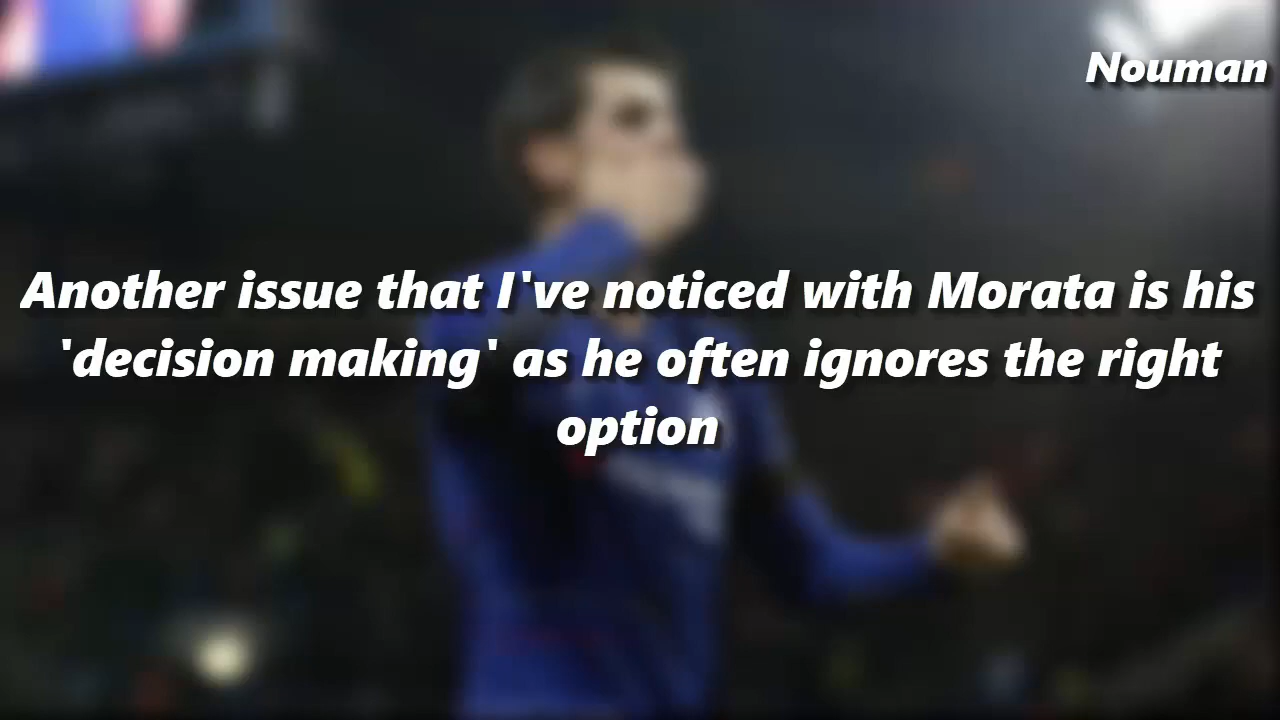 Nouman
Another issue that I've noticed with Morata is his
'decision making' as he often ignores the right
option